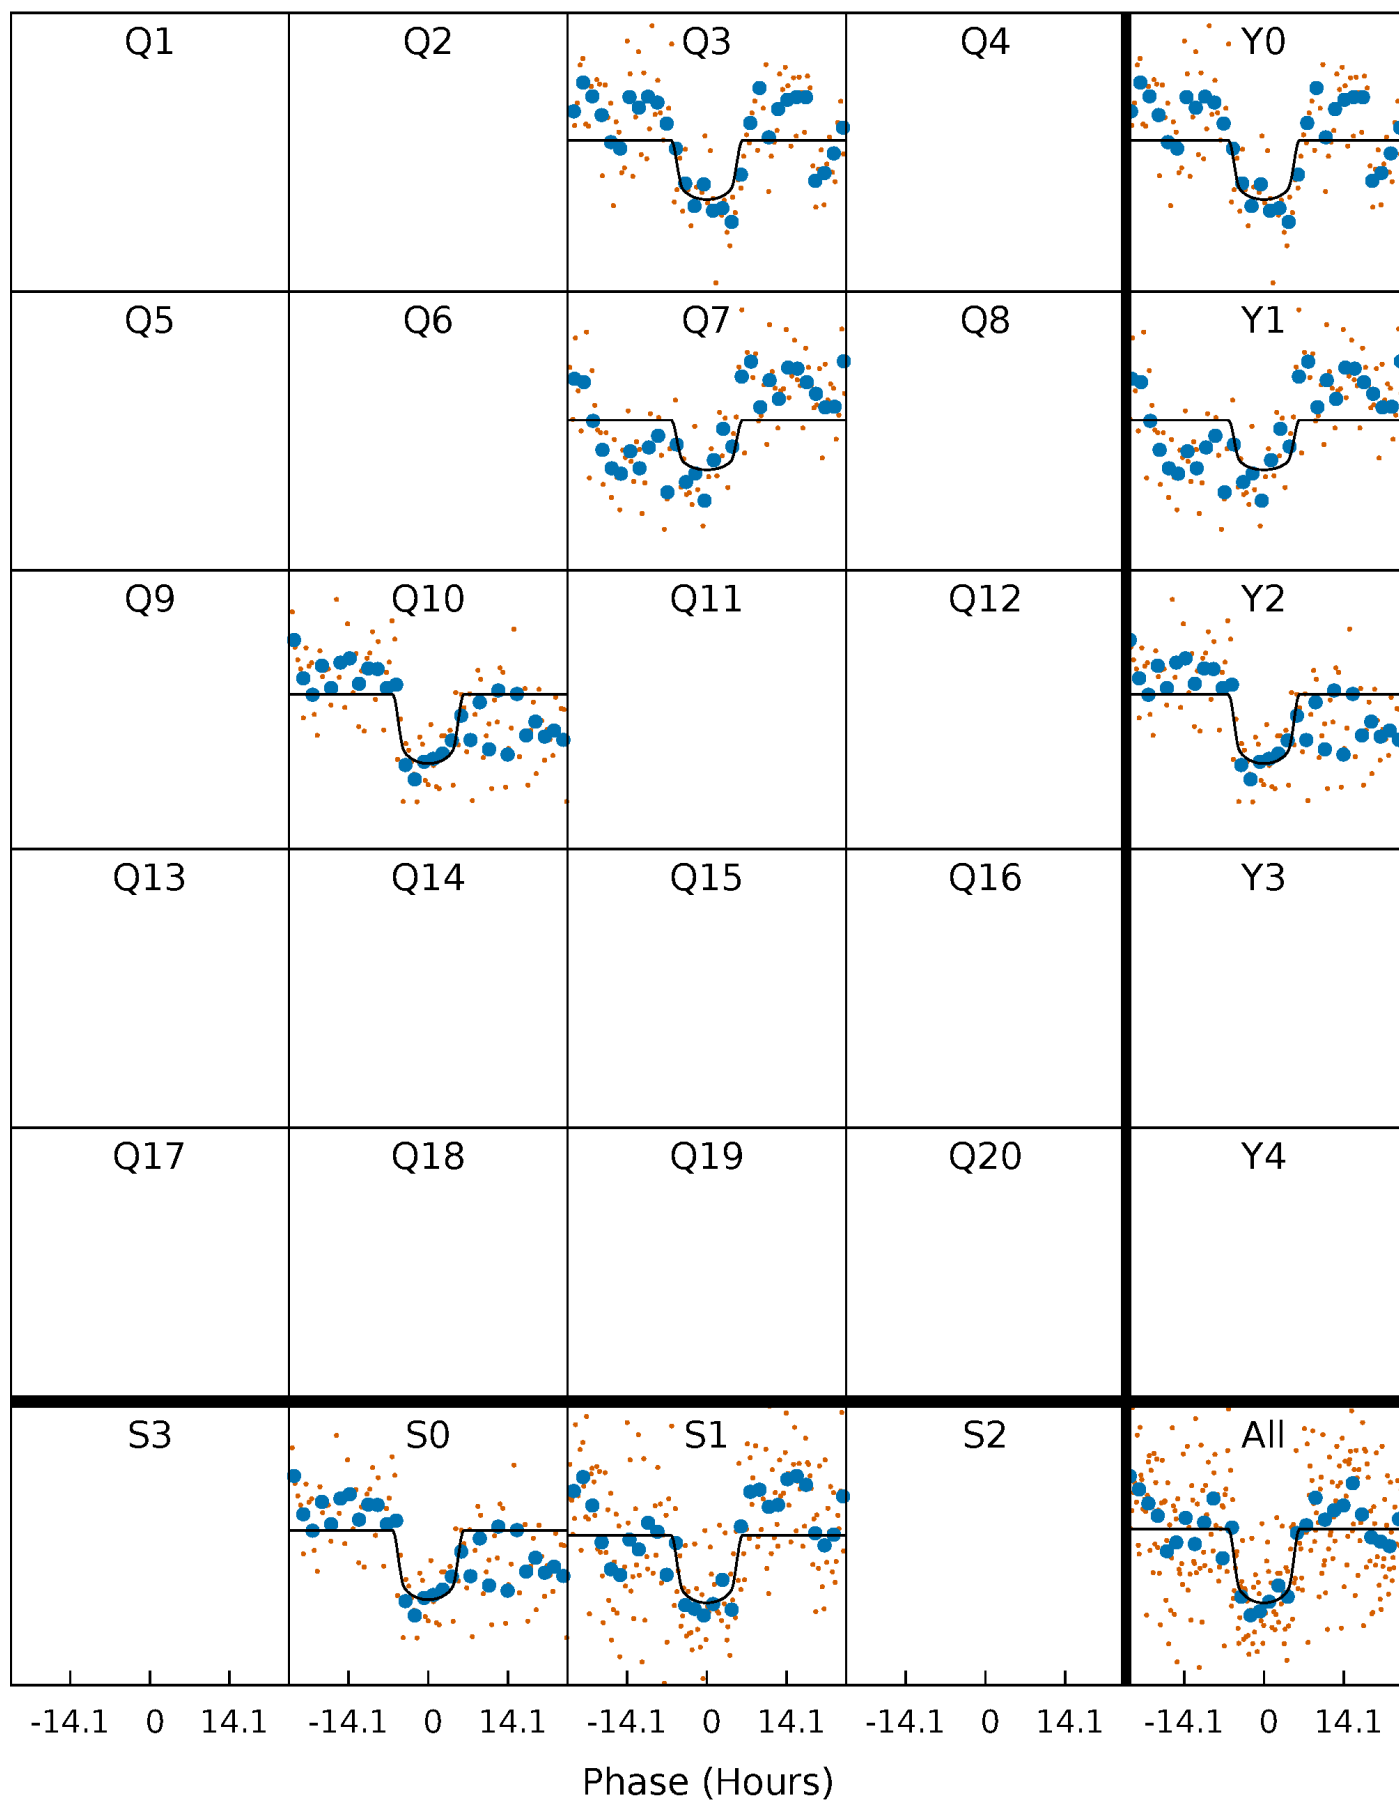 Q1 Q2 Q3 Q4 Y0
Q5 Q6 Q7 Q8 Y1
Q9 Q10 Q11 Q12 Y2
Q13 Q14 Q15 Q16 Y3
Q17 Q18 Q19 Q20 Y4
S3 S0 S1 S2 All
-14.1 0 14.1 -14.1 0 14.1 -14.1 0 14.1 -14.1 0 14.1 -14.1 0 14.1
Phase (Hours)